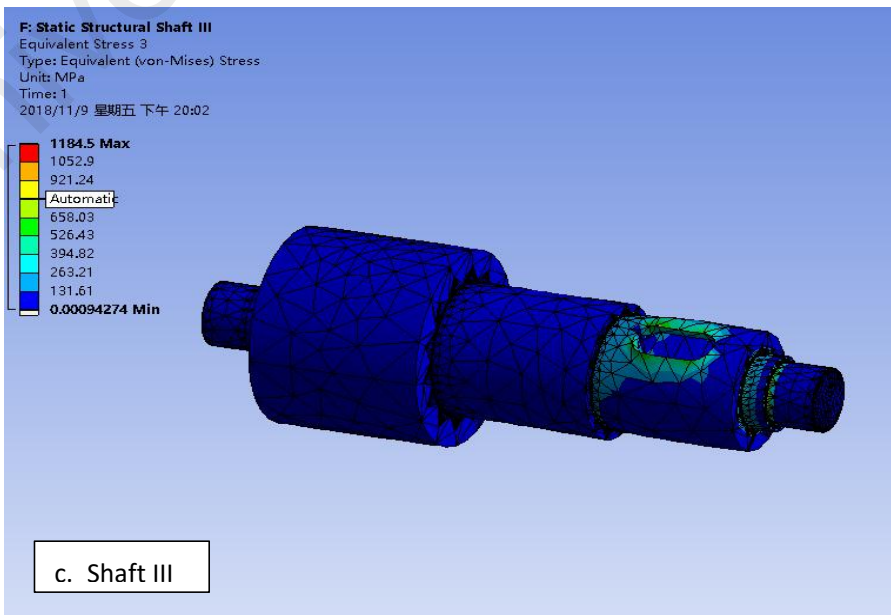 F: Static Structural Shaft III
Equivalent Stress 3
Type: Equivalent (von-Mises) Stress
Unit: MPa
Time: 1
2018/11/9 星期五 下午 20:02
1184.5 Max
1052.9
921.24
Automatic
658.03
526.43
394.82
263.21
131.61
0.00094274 Min
c. Shaft III